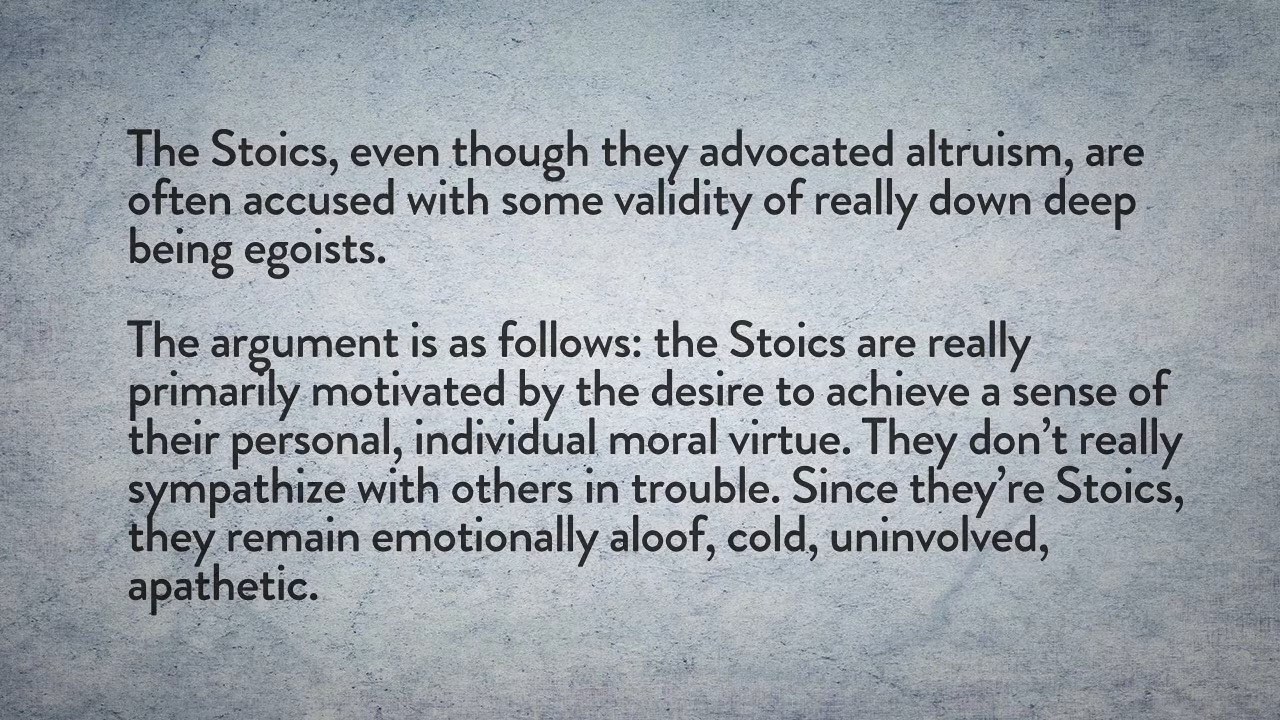 The Stoics, even though they advocated altruism, are
often accused with some validity of really down deep
being egoists.
The argument is as follows: the Stoics are really
primarily motivated by the desire to achieve a sense of
their personal, individual moral virtue. They don’t really
sympathize with others in trouble. Since they’re Stoics,
they remain emotionally aloof, cold, uninvolved,
apathetic.